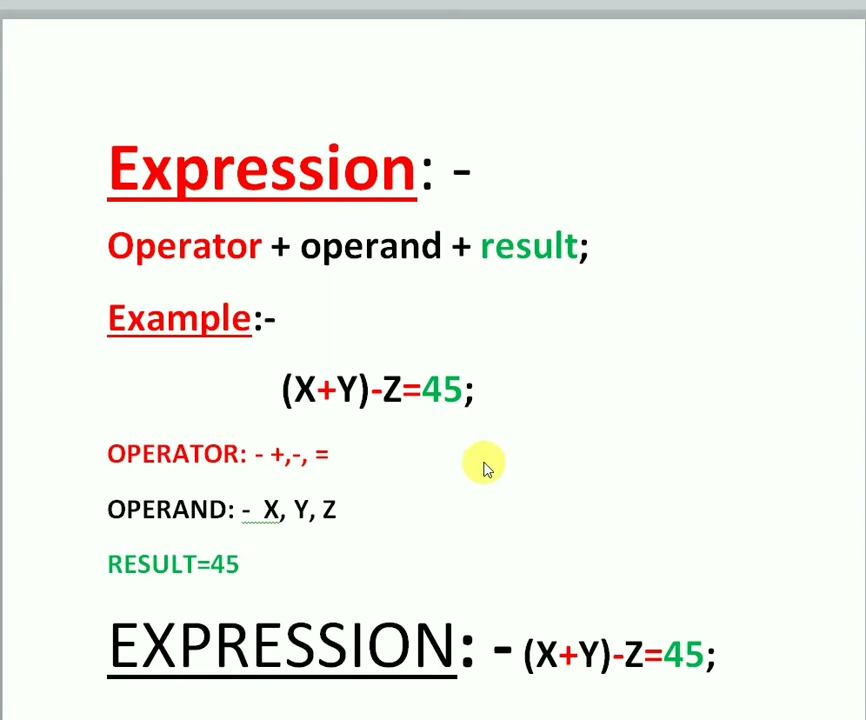 Expression: -
Operator + operand + result;
Example:-
(X+Y)-Z=45;
OPERATOR: - +,-, =
OPERAND: - X, Y, Z
RESULT=45
EXPRESSION: - (X+Y)-Z=45;